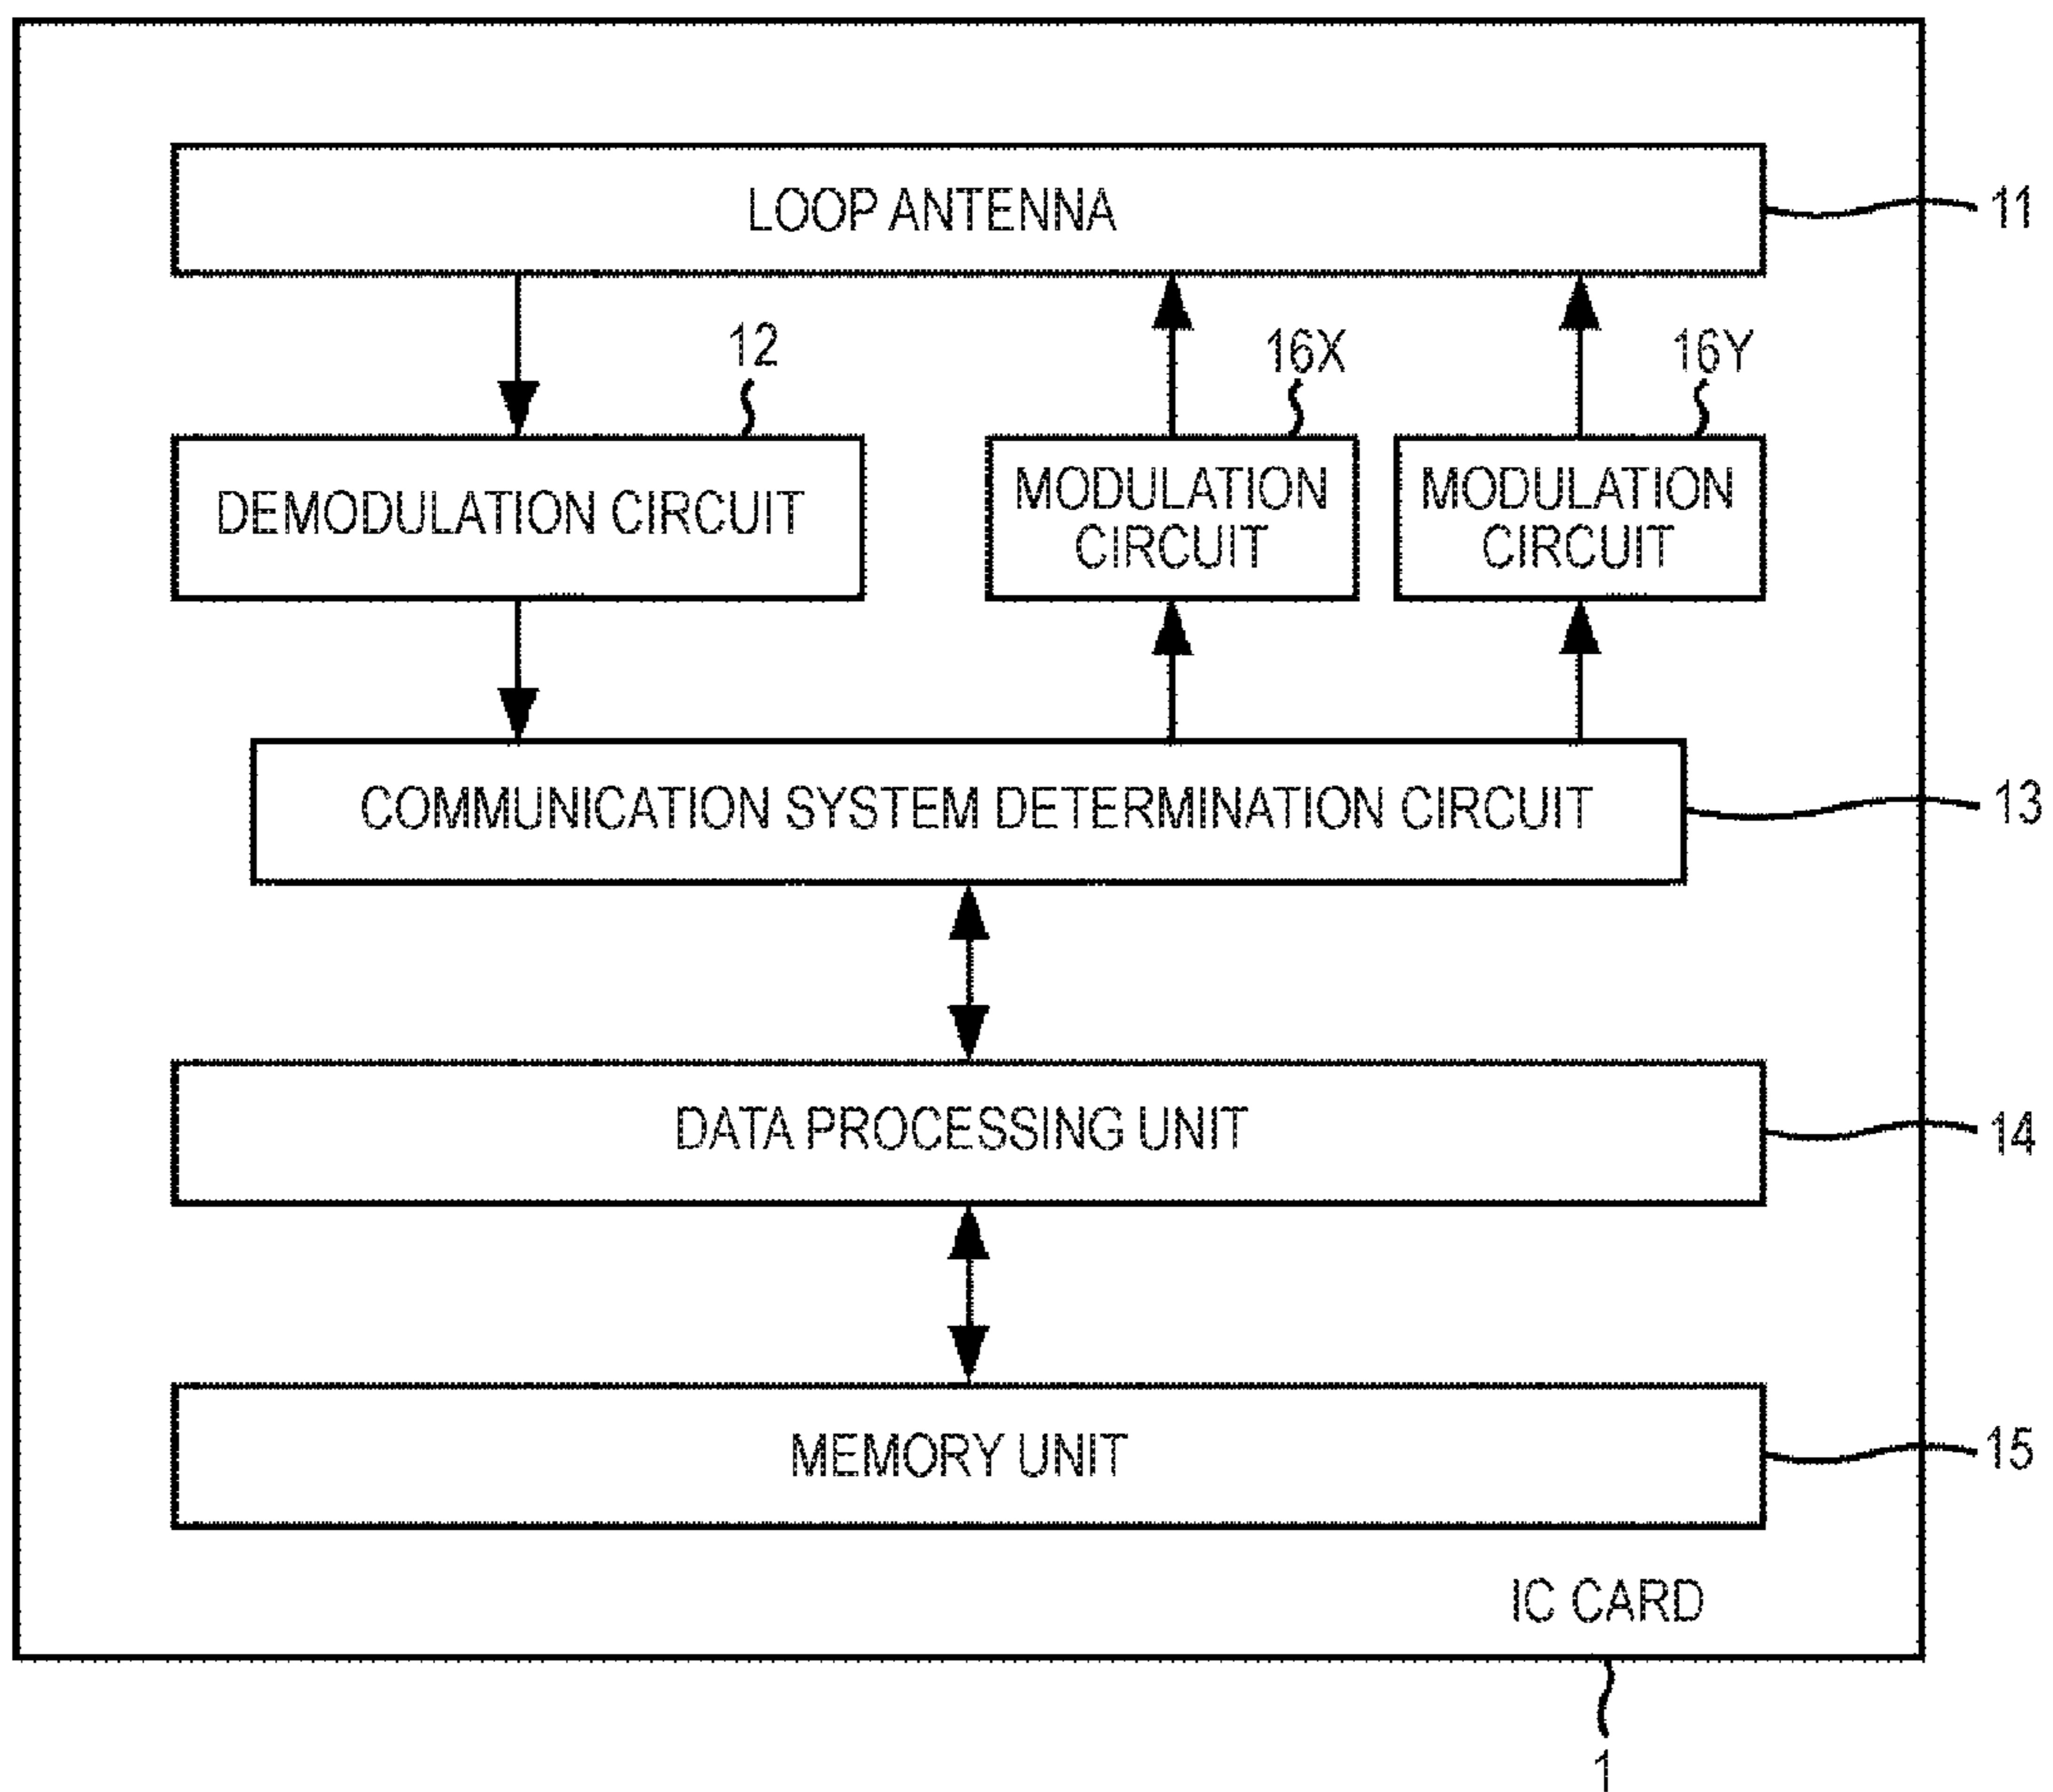 LOOP ANTENNA
11
12
16X
16Y
DEMODULATION CIRCUIT
MODULATION
CIRCUIT
MODULATION
CIRCUIT
COMMUNICATION SYSTEM DETERMINATION CIRCUIT
13
DATA PROCESSING UNIT
14
MEMORY UNIT
15
IC CARD
1